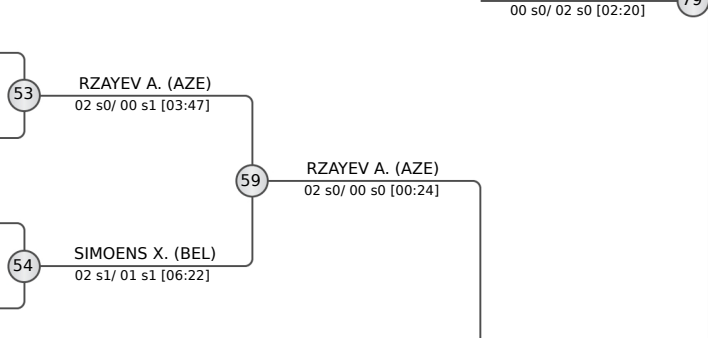 00 s0/ 02 s0 [02:20]
79
RZAYEV A. (AZE)
53
02 s0/ 00 s1 [03:47]
RZAYEV A. (AZE)
59
02 s0/ 00 s0 [00:24]
SIMOENS X. (BEL)
54
02 s1/ 01 s1 [06:22]